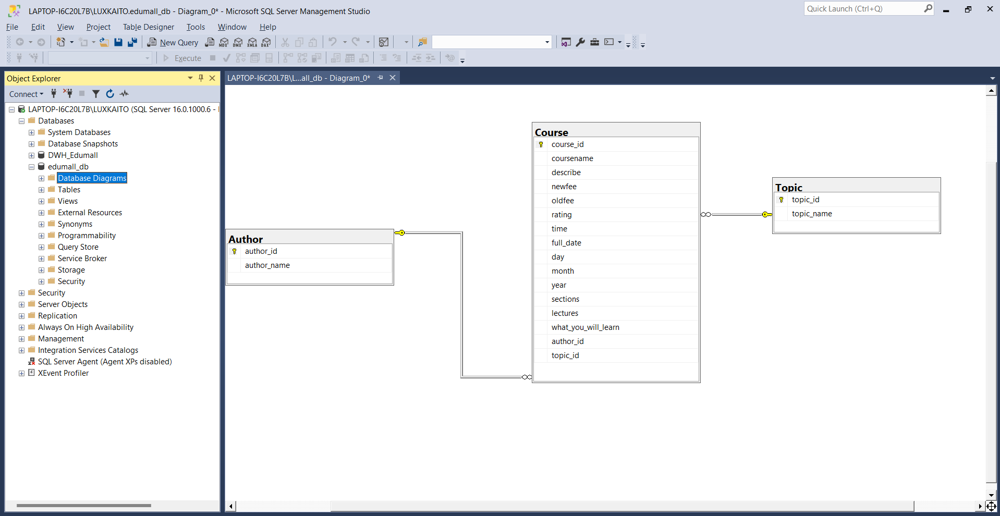 LAPTOP-I6C20L7B\LUXKAITO.edumall_db - Diagram_0* - Microsoft SQL Server Management Studio
Quick Launch (Ctrl+Q)
File Edit View Project Table Designer Tools Window Help
New Query MDX DMX XMLA DAX
Execute
Object Explorer
LAPTOP-I6C20L7B\L...all_db - Diagram_0*
Connect
LAPTOP-I6C20L7B\LUXKAITO (SQL Server 16.0.1000.6 -
Databases
System Databases
Database Snapshots
DWH_Edumall
edumall_db
Database Diagrams
Tables
Views
External Resources
Synonyms
Programmability
Query Store
Service Broker
Storage
Security
Security
Server Objects
Replication
Always On High Availability
Management
Integration Services Catalogs
SQL Server Agent (Agent XPs disabled)
XEvent Profiler
Author
author_id
author_name
Course
course_id
coursename
describe
newfee
oldfee
rating
time
full_date
day
month
year
sections
lectures
what_you_will_learn
author_id
topic_id
Topic
topic_id
topic_name